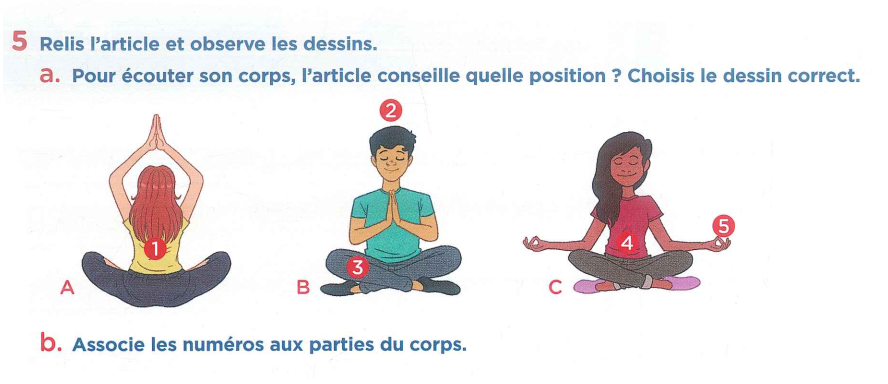 5 Relis l'article et observe les dessins.
a. Pour écouter son corps, l'article conseille quelle position ? Choisis le dessin correct.
2
1
3
4
5
A
B
C
b. Associe les numéros aux parties du corps.